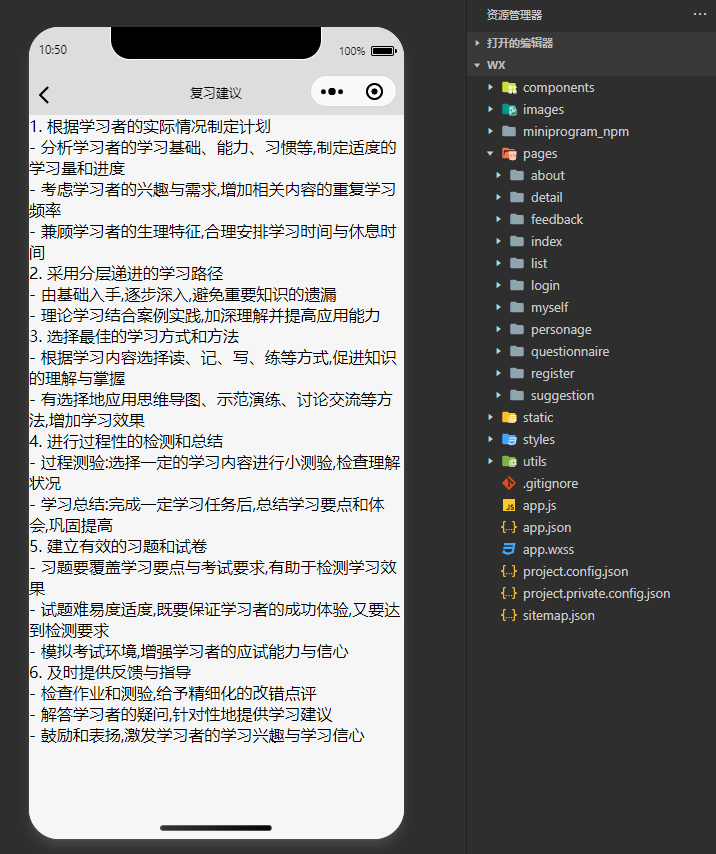 10:50
100%
复习建议
1. 根据学习者的实际情况制定计划
- 分析学习者的学习基础、能力、习惯等,制定适度的
学习量和进度
- 考虑学习者的兴趣与需求,增加相关内容的重复学习
频率
- 兼顾学习者的生理特征,合理安排学习时间与休息时
间
2. 采用分层递进的学习路径
- 由基础入手,逐步深入,避免重要知识的遗漏
- 理论学习结合案例实践,加深理解并提高应用能力
3. 选择最佳的学习方式和方法
- 根据学习内容选择读、记、写、练等方式,促进知识
的理解与掌握
- 有选择地应用思维导图、示范演练、讨论交流等方
法,增加学习效果
4. 进行过程性的检测和总结
- 过程测验:选择一定的学习内容进行小测验,检查理解
状况
- 学习总结:完成一定学习任务后,总结学习要点和体
会,巩固提高
5. 建立有效的习题和试卷
- 习题要覆盖学习要点与考试要求,有助于检测学习效
果
- 试题难易度适度,既要保证学习者的成功体验,又要达
到检测要求
- 模拟考试环境,增强学习者的应试能力与信心
6. 及时提供反馈与指导
- 检查作业和测验,给予精细化的改错点评
- 解答学习者的疑问,针对性地提供学习建议
- 鼓励和表扬,激发学习者的学习兴趣与学习信心
资源管理器
打开的编辑器
WX
components
images
miniprogram_npm
pages
about
detail
feedback
index
list
login
myself
personage
questionnaire
register
suggestion
static
styles
utils
.gitignore
app.js
app.json
app.wxss
project.config.json
project.private.config.json
sitemap.json